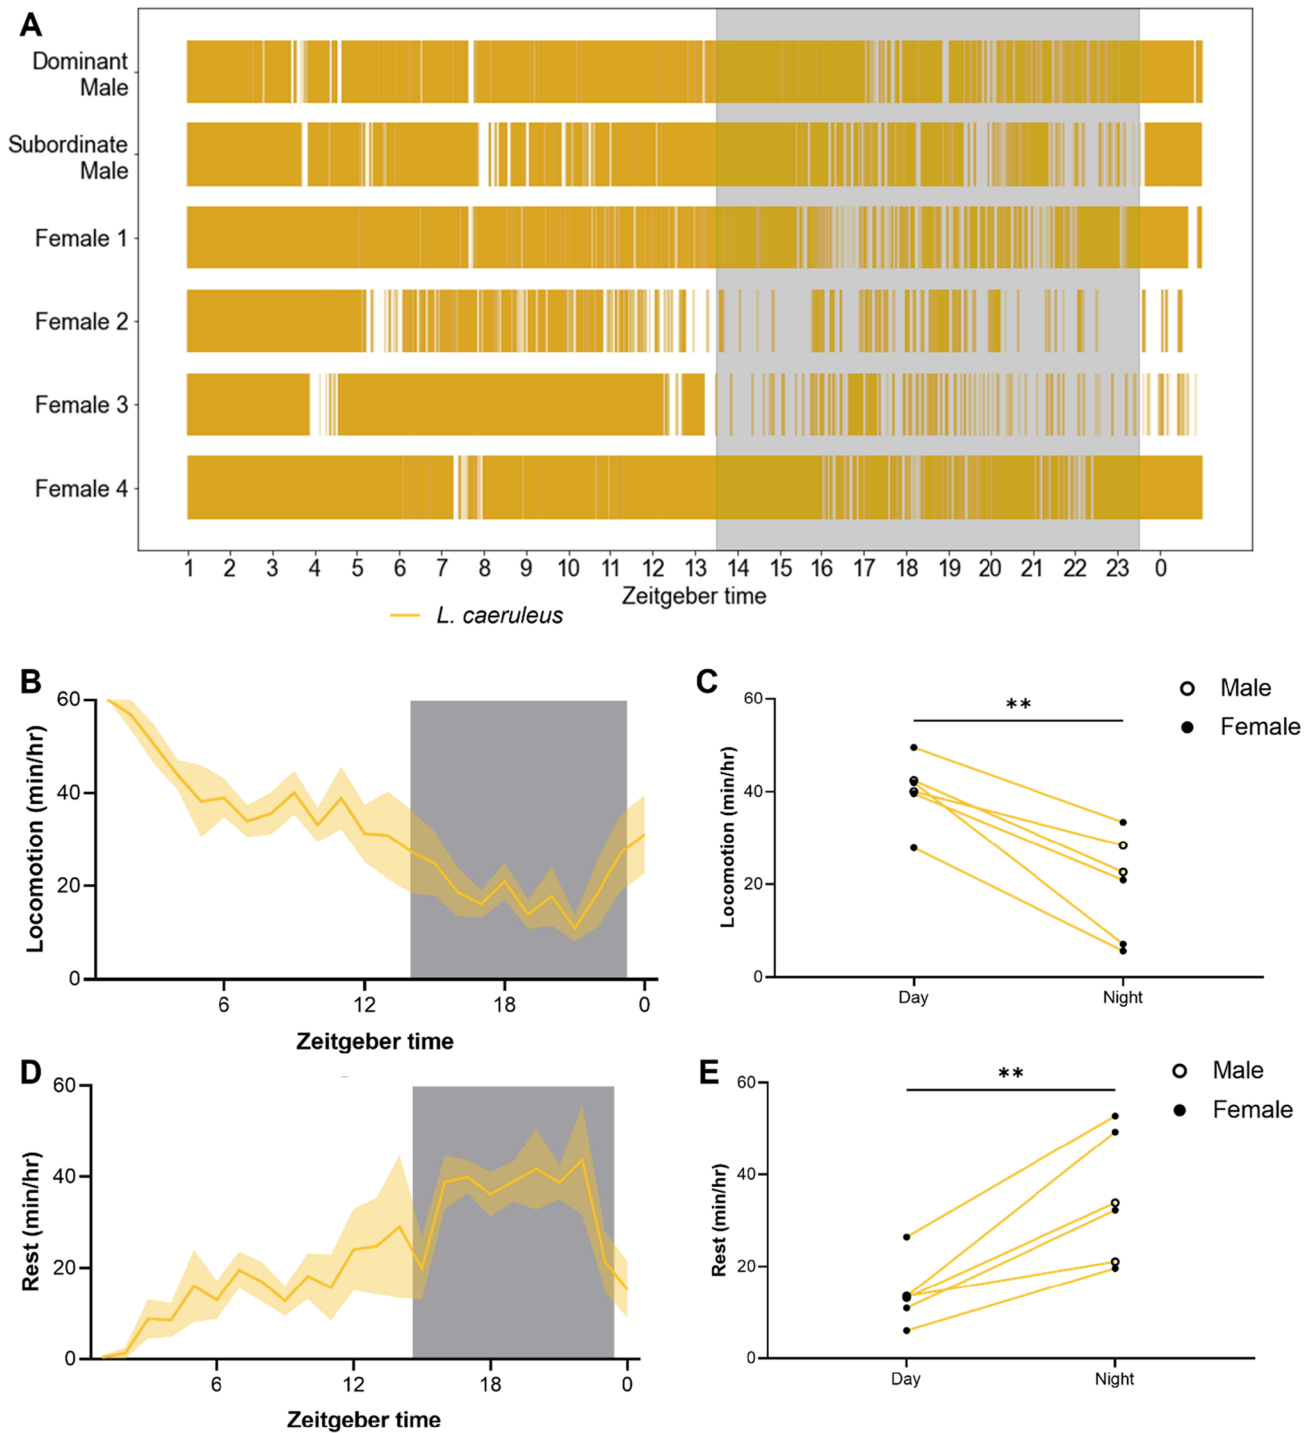 A
Dominant
Male
Subordinate
Male
Female 1
Female 2
Female 3
Female 4
1 2 3 4 5 6 7 8 9 10 11 12 13 14 15 16 17 18 19 20 21 22 23 0
Zeitgeber time
L. caeruleus
B
60
40
20
0
Locomotion (min/hr)
6 12 18 0
Zeitgeber time
C
Male
Female
**
60
40
20
0
Locomotion (min/hr)
Day Night
D
60
40
20
0
Rest (min/hr)
6 12 18 0
Zeitgeber time
E
Male
Female
**
60
40
20
0
Rest (min/hr)
Day Night